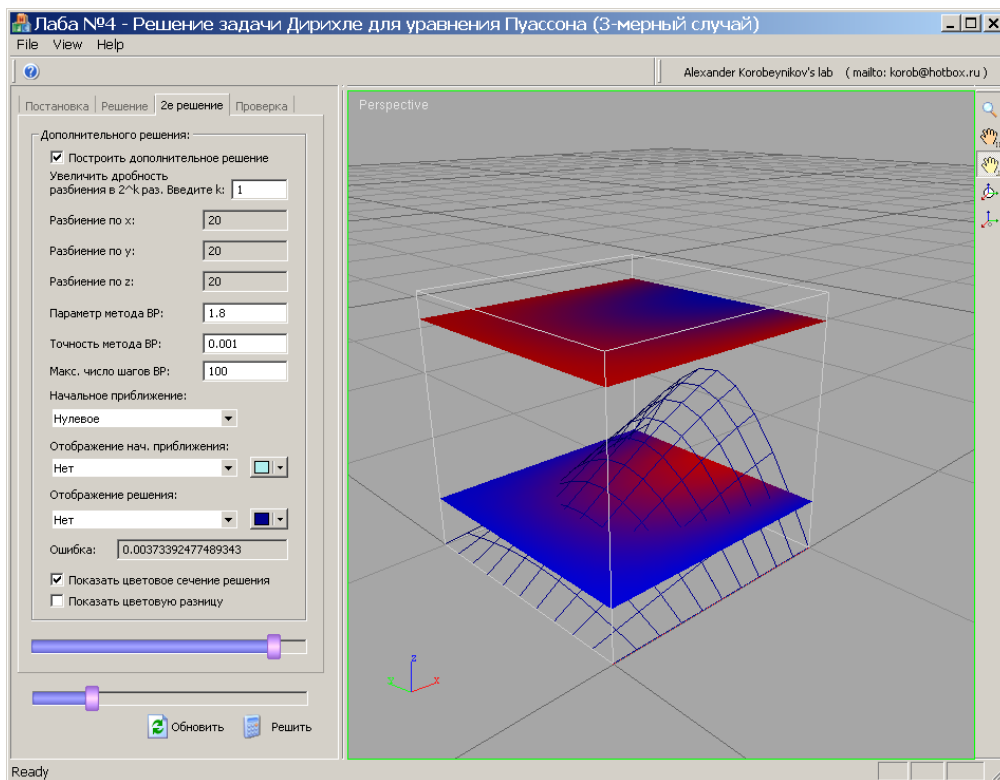 Лаба №4 - Решение задачи Дирихле для уравнения Пуассона (3-мерный случай)
File View Help
Alexander Korobeynikov's lab ( mailto: korob@hotbox.ru )
Постановка Решение 2е решение Проверка
Дополнительного решения:
Построить дополнительное решение
Увеличить дробность
разбиения в 2^k раз. Введите k: 1
Разбиение по x: 20
Разбиение по y: 20
Разбиение по z: 20
Параметр метода ВР: 1.8
Точность метода ВР: 0.001
Макс. число шагов ВР: 100
Начальное приближение:
Нулевое
Отображение нач. приближения:
Нет
Отображение решения:
Нет
Ошибка: 0.00373392477489343
Показать цветовое сечение решения
Показать цветовую разницу
Обновить Решить
Perspective
z
x
Ready